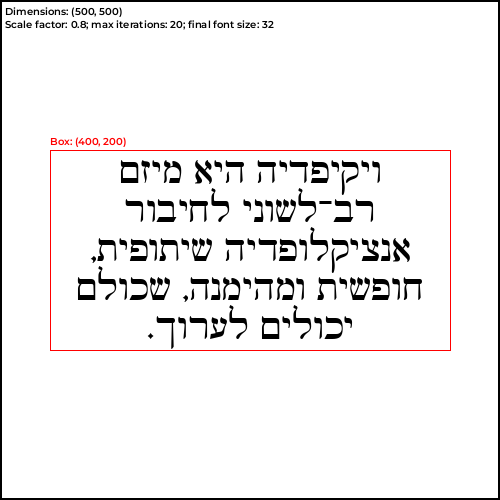 Dimensions: (500, 500)
Scale factor: 0.8; max iterations: 20; final font size: 32
Box: (400, 200)
ויקיפדיה היא מיזם
רב־לשוני לחיבור
אנציקלופדיה שיתופית,
חופשית ומהימנה, שכולם
יכולים לערוך.